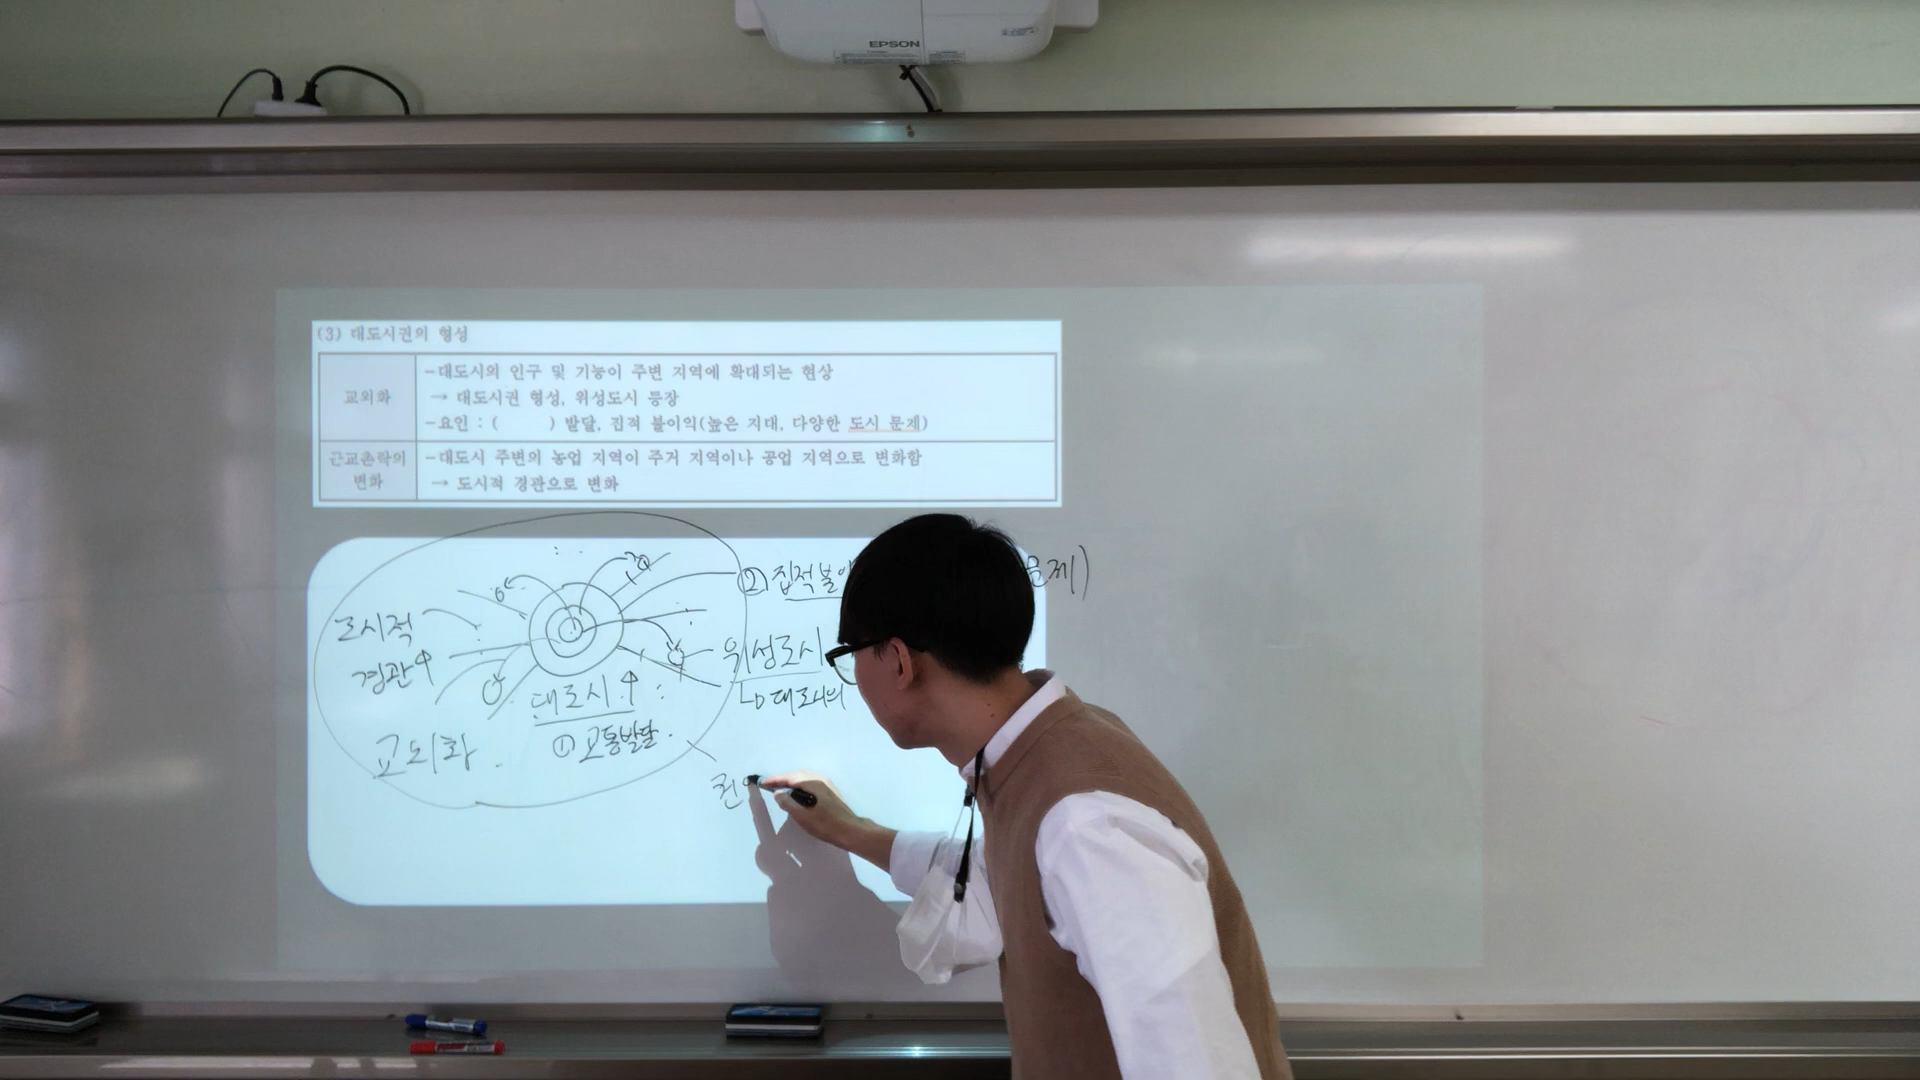 EPSON
(3) 대도시권의 형성
교외화
-대도시의 인구 및 기능이 주변 지역에 확대되는 현상
→ 대도시권 형성, 위성도시 등장
-요인 : ( ) 발달, 집적 불이익(높은 지대, 다양한 도시 문제)
근교촌락의
변화
-대도시 주변의 농업 지역이 주거 지역이나 공업 지역으로 변화함
→ 도시적 경관으로 변화
② 집적불이
문제)
도시적
경관↑
위성도시
↳ 대도시의
대도시↑
① 교통발달.
교외화.
권